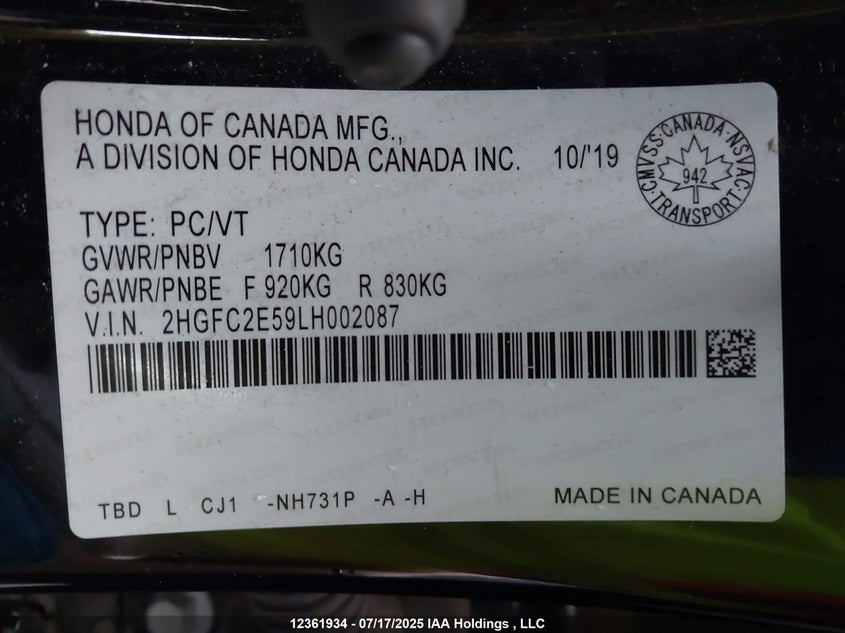 HONDA OF CANADA MFG.,
A DIVISION OF HONDA CANADA INC. 10/'19
CMVSS·CANADA·NSVAC·TRANSPORT·
942
TYPE: PC/VT
GVWR/PNBV 1710KG
GAWR/PNBE F 920KG R 830KG
V.I.N. 2HGFC2E59LH002087
TBD L CJ1 -NH731P -A -H MADE IN CANADA
12361934 - 07/17/2025 IAA Holdings , LLC